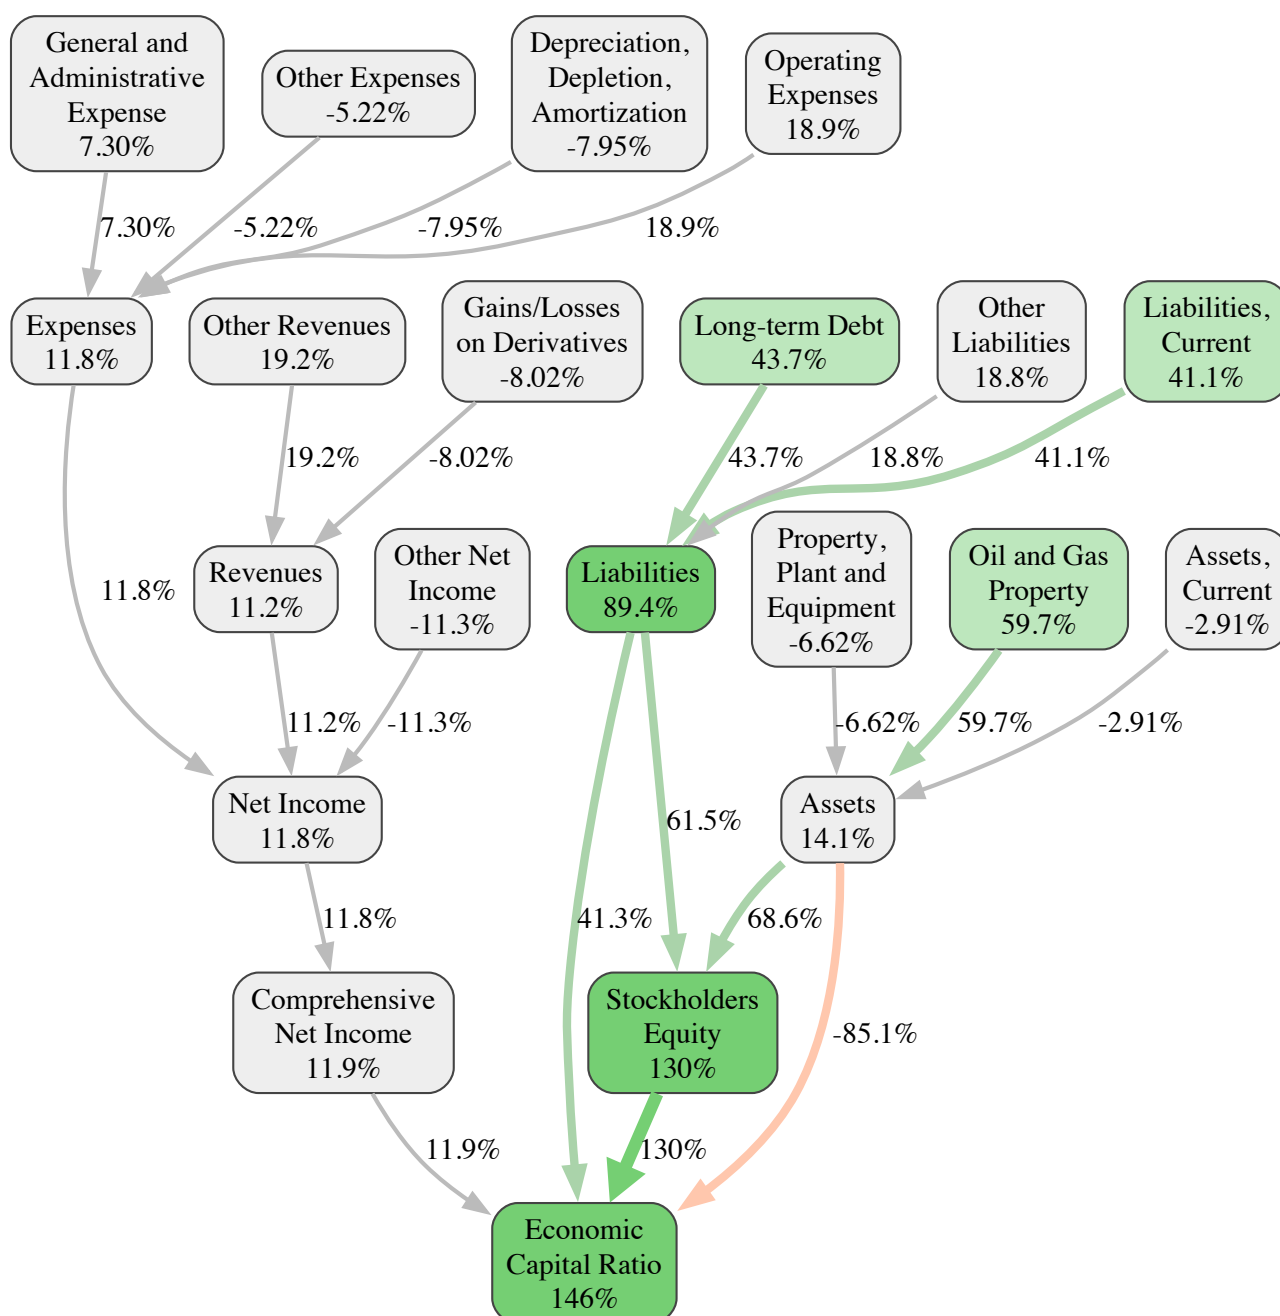 General and
Administrative
Expense
7.30%
Other Expenses
-5.22%
Depreciation,
Depletion,
Amortization
-7.95%
Operating
Expenses
18.9%
7.30%
-5.22%
-7.95%
18.9%
Expenses
11.8%
Other Revenues
19.2%
Gains/Losses
on Derivatives
-8.02%
Long-term Debt
43.7%
Other
Liabilities
18.8%
Liabilities,
Current
41.1%
19.2%
-8.02%
43.7%
18.8%
41.1%
11.8%
Revenues
11.2%
Other Net
Income
-11.3%
Liabilities
89.4%
Property,
Plant and
Equipment
-6.62%
Oil and Gas
Property
59.7%
Assets,
Current
-2.91%
11.2%
-11.3%
-6.62%
59.7%
-2.91%
Net Income
11.8%
61.5%
Assets
14.1%
11.8%
41.3%
68.6%
Comprehensive
Net Income
11.9%
Stockholders
Equity
130%
-85.1%
11.9%
130%
Economic
Capital Ratio
146%